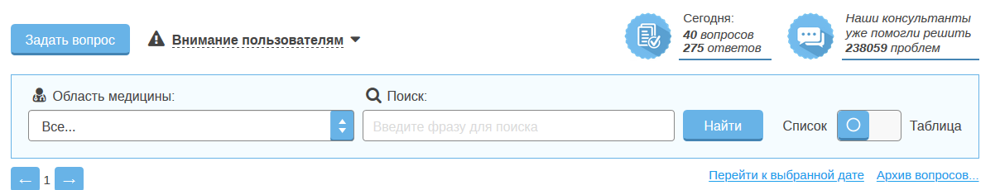 Задать вопрос
Внимание пользователям
Сегодня:
40 вопросов
275 ответов
Наши консультанты
уже помогли решить
238059 проблем
Область медицины:
Поиск:
Все...
Введите фразу для поиска
Найти
Список
Таблица
← 1 →
Перейти к выбранной дате
Архив вопросов...